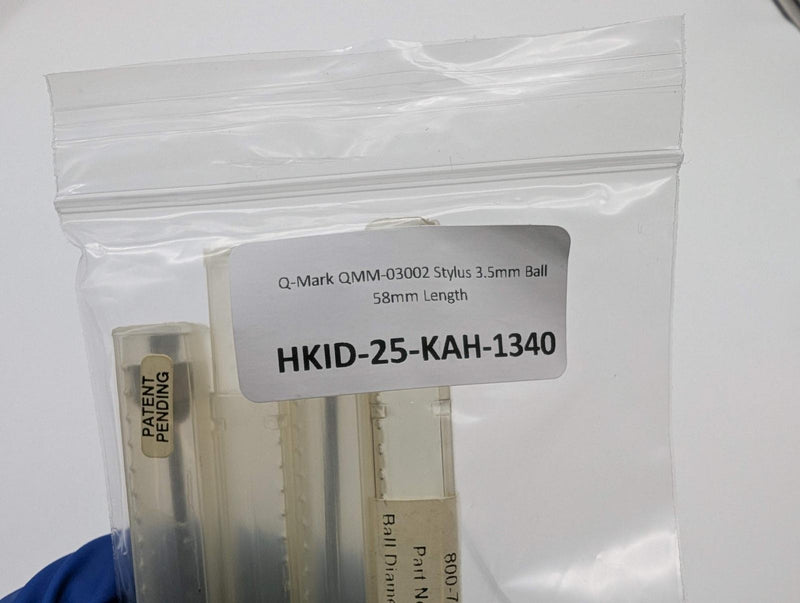 Q-Mark QMM-03002 Stylus 3.5mm Ball
58mm Length
HKID-25-KAH-1340
PATENT
PENDING
800-7
Part N
Ball Diam